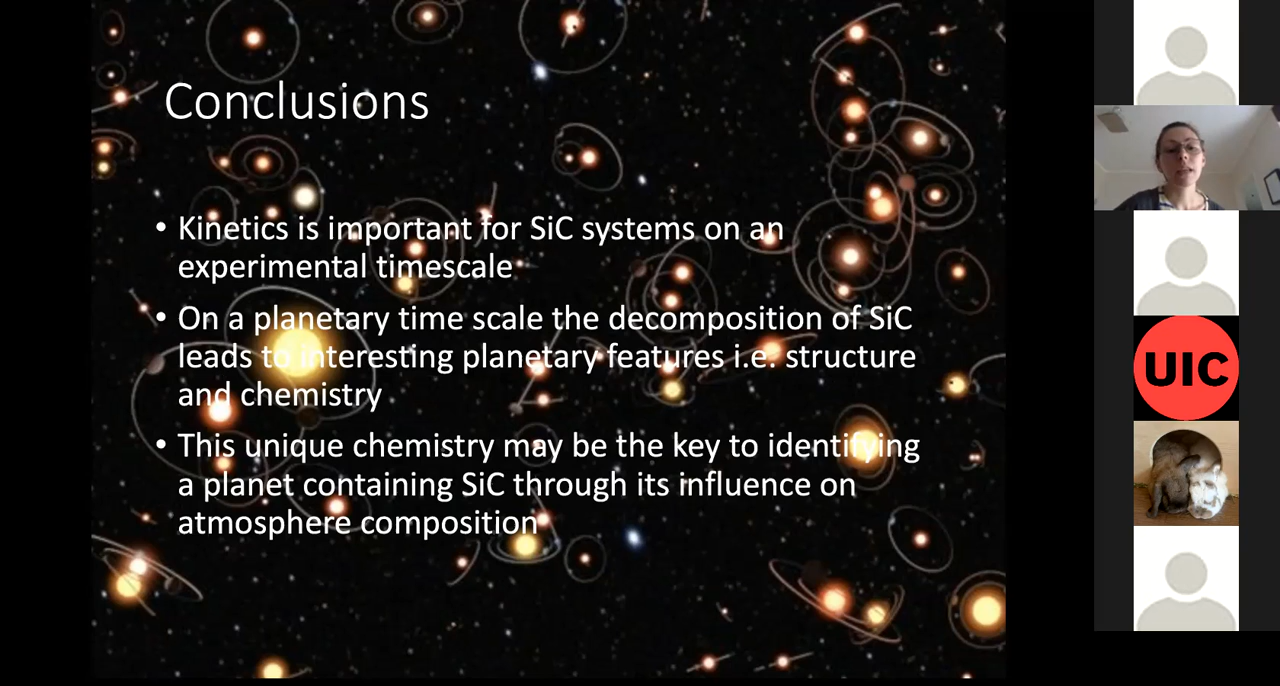 Conclusions
• Kinetics is important for SiC systems on an
experimental timescale
• On a planetary time scale the decomposition of SiC
leads to interesting planetary features i.e. structure
and chemistry
• This unique chemistry may be the key to identifying
a planet containing SiC through its influence on
atmosphere composition
UIC